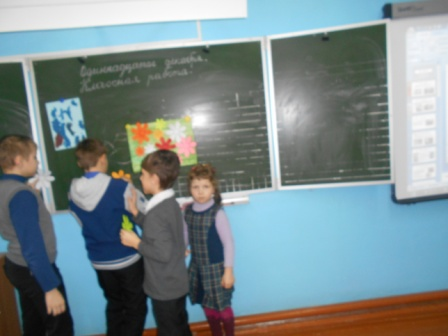 Одиннадцатое декабря.
Классная работа.